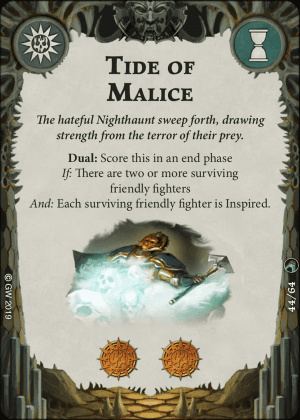 TIDE OF
MALICE
The hateful Nighthaunt sweep forth, drawing
strength from the terror of their prey.
Dual: Score this in an end phase
If: There are two or more surviving
friendly fighters
And: Each surviving friendly fighter is Inspired.
© GW 2019
44/64